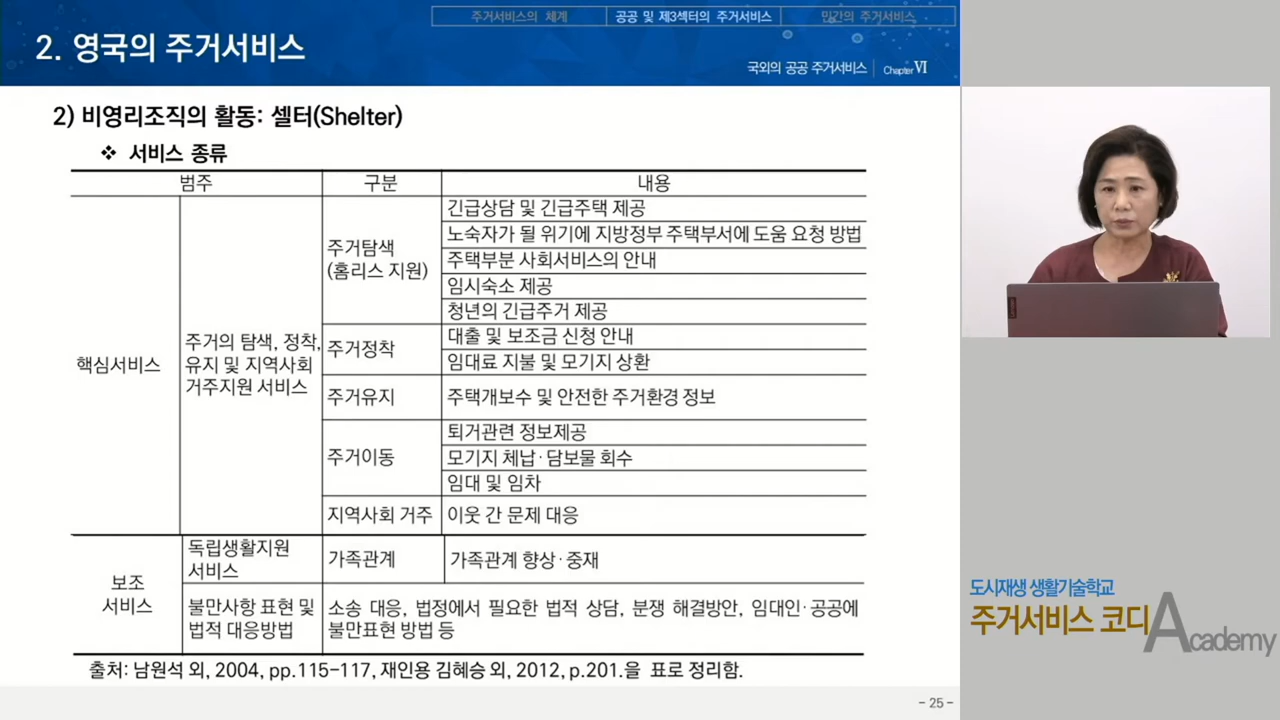 주거서비스의 체계
공공 및 제3섹터의 주거서비스
민간의 주거서비스
2. 영국의 주거서비스
국외의 공공 주거서비스 Chapter Ⅵ
2) 비영리조직의 활동: 셸터(Shelter)
❖ 서비스 종류
범주 구분 내용
핵심서비스
주거의 탐색, 정착,
유지 및 지역사회
거주지원 서비스
주거탐색
(홈리스 지원)
긴급상담 및 긴급주택 제공
노숙자가 될 위기에 지방정부 주택부서에 도움 요청 방법
주택부분 사회서비스의 안내
임시숙소 제공
청년의 긴급주거 제공
주거정착
대출 및 보조금 신청 안내
임대료 지불 및 모기지 상환
주거유지
주택개보수 및 안전한 주거환경 정보
주거이동
퇴거관련 정보제공
모기지 체납·담보물 회수
임대 및 임차
지역사회 거주
이웃 간 문제 대응
보조
서비스
독립생활지원
서비스
가족관계
가족관계 향상·중재
불만사항 표현 및
법적 대응방법
소송 대응, 법정에서 필요한 법적 상담, 분쟁 해결방안, 임대인·공공에
불만표현 방법 등
출처: 남원석 외, 2004, pp.115-117, 재인용 김혜승 외, 2012, p.201.을 표로 정리함.
- 25 -
도시재생 생활기술학교
주거서비스 코디 Academy